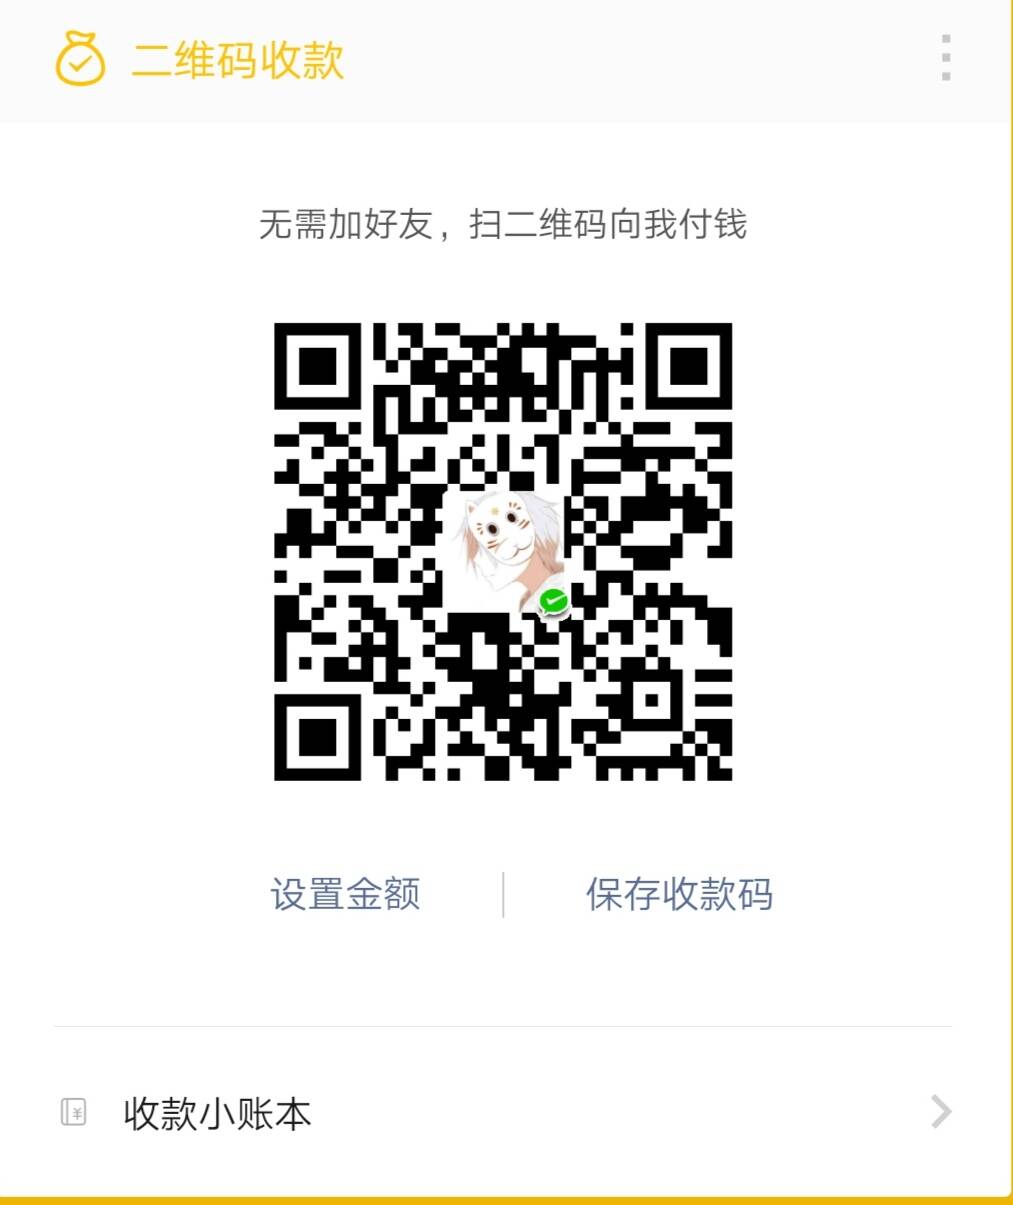 二维码收款
无需加好友，扫二维码向我付钱
设置金额
保存收款码
收款小账本